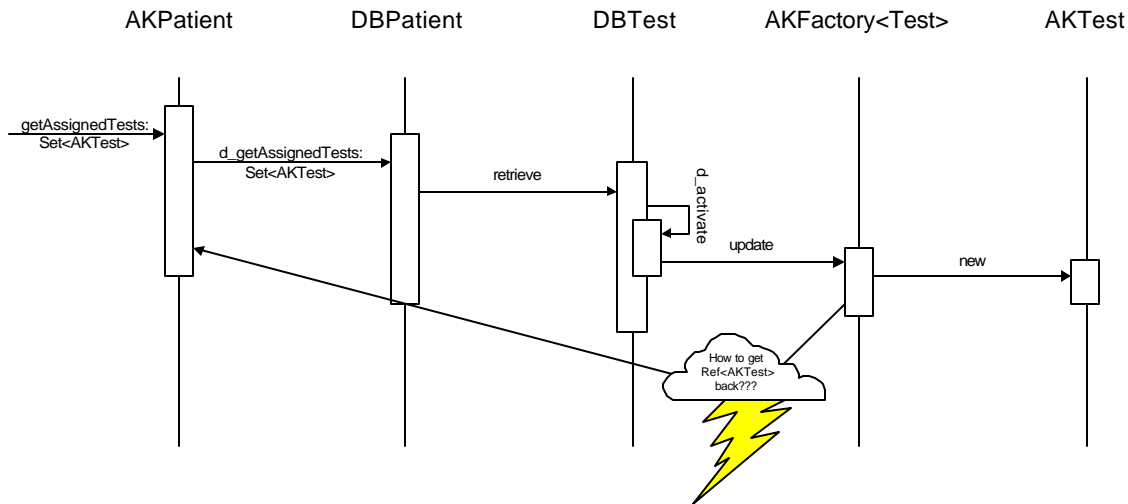 AKPatient
DBPatient
DBTest
AKFactory<Test>
AKTest
getAssignedTests:
Set<AKTest>
d_getAssignedTests:
Set<AKTest>
retrieve
d_activate
update
new
How to get
Ref<AKTest>
back???